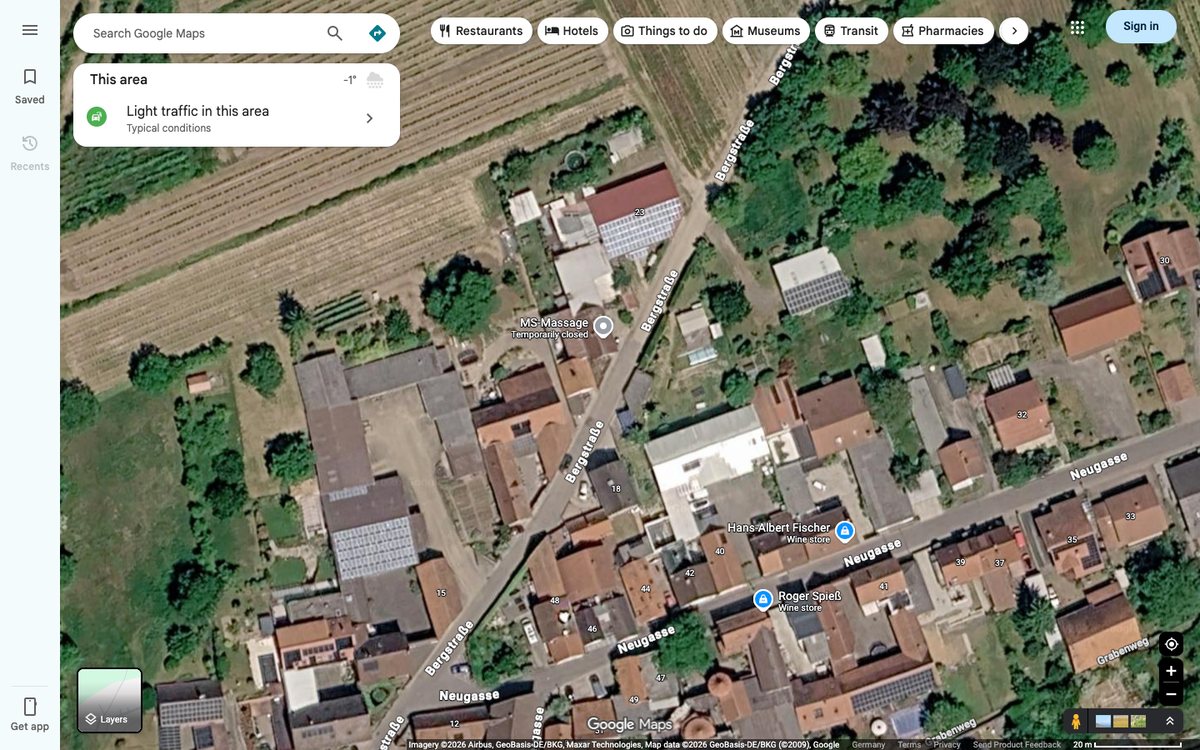 Search Google Maps
Restaurants
Hotels
Things to do
Museums
Transit
Pharmacies
Sign in
Saved
Recents
Get app
This area
-1°
Light traffic in this area
Typical conditions
Bergstraße
Bergstraße
23
30
Bergstraße
MS-Massage
Temporarily closed
32
Bergstraße
Neugasse
18
33
Hans-Albert Fischer
Wine store
35
Neugasse
40
39
37
42
41
15
44
Roger Spieß
Wine store
48
46
Bergstraße
Neugasse
Grabenweg
47
Neugasse
49
12
Layers
Google Maps
Grabenweg
Imagery ©2026 Airbus, GeoBasis-DE/BKG, Maxar Technologies, Map data ©2026 GeoBasis-DE/BKG (©2009), Google
Germany
Terms
Privacy
Send Product Feedback
20 m